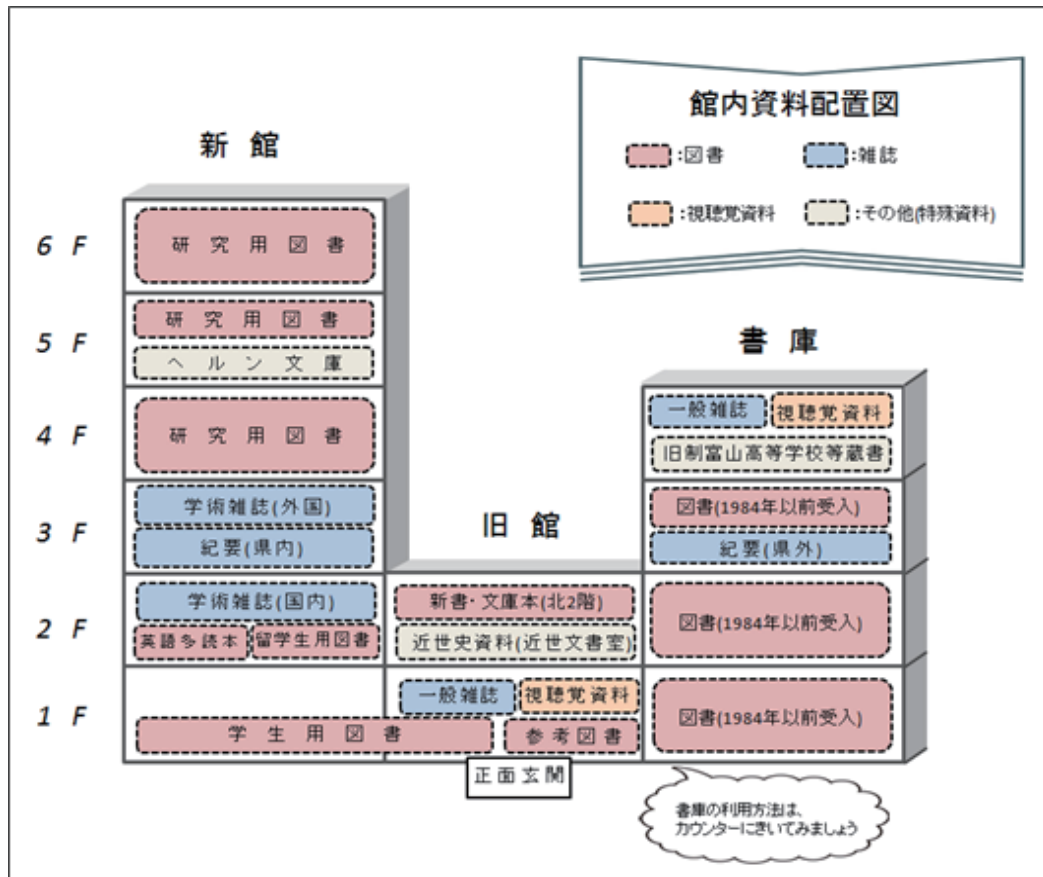 館内資料配置図
:図書
:雑誌
:視聴覚資料
:その他(特殊資料)
新 館
6 F
研 究 用 図 書
5 F
研 究 用 図 書
ヘ ル ン 文 庫
4 F
研 究 用 図 書
3 F
学術雑誌(外国)
紀要(県内)
2 F
学術雑誌(国内)
英語多読本
留学生用図書
1 F
学 生 用 図 書
旧 館
新書・文庫本(北2階)
近世史資料(近世文書室)
一般雑誌
視聴覚資料
参考図書
正面玄関
書 庫
一般雑誌
視聴覚資料
旧制富山高等学校等蔵書
図書(1984年以前受入)
紀要(県外)
図書(1984年以前受入)
図書(1984年以前受入)
書庫の利用方法は、
カウンターにきいてみましょう